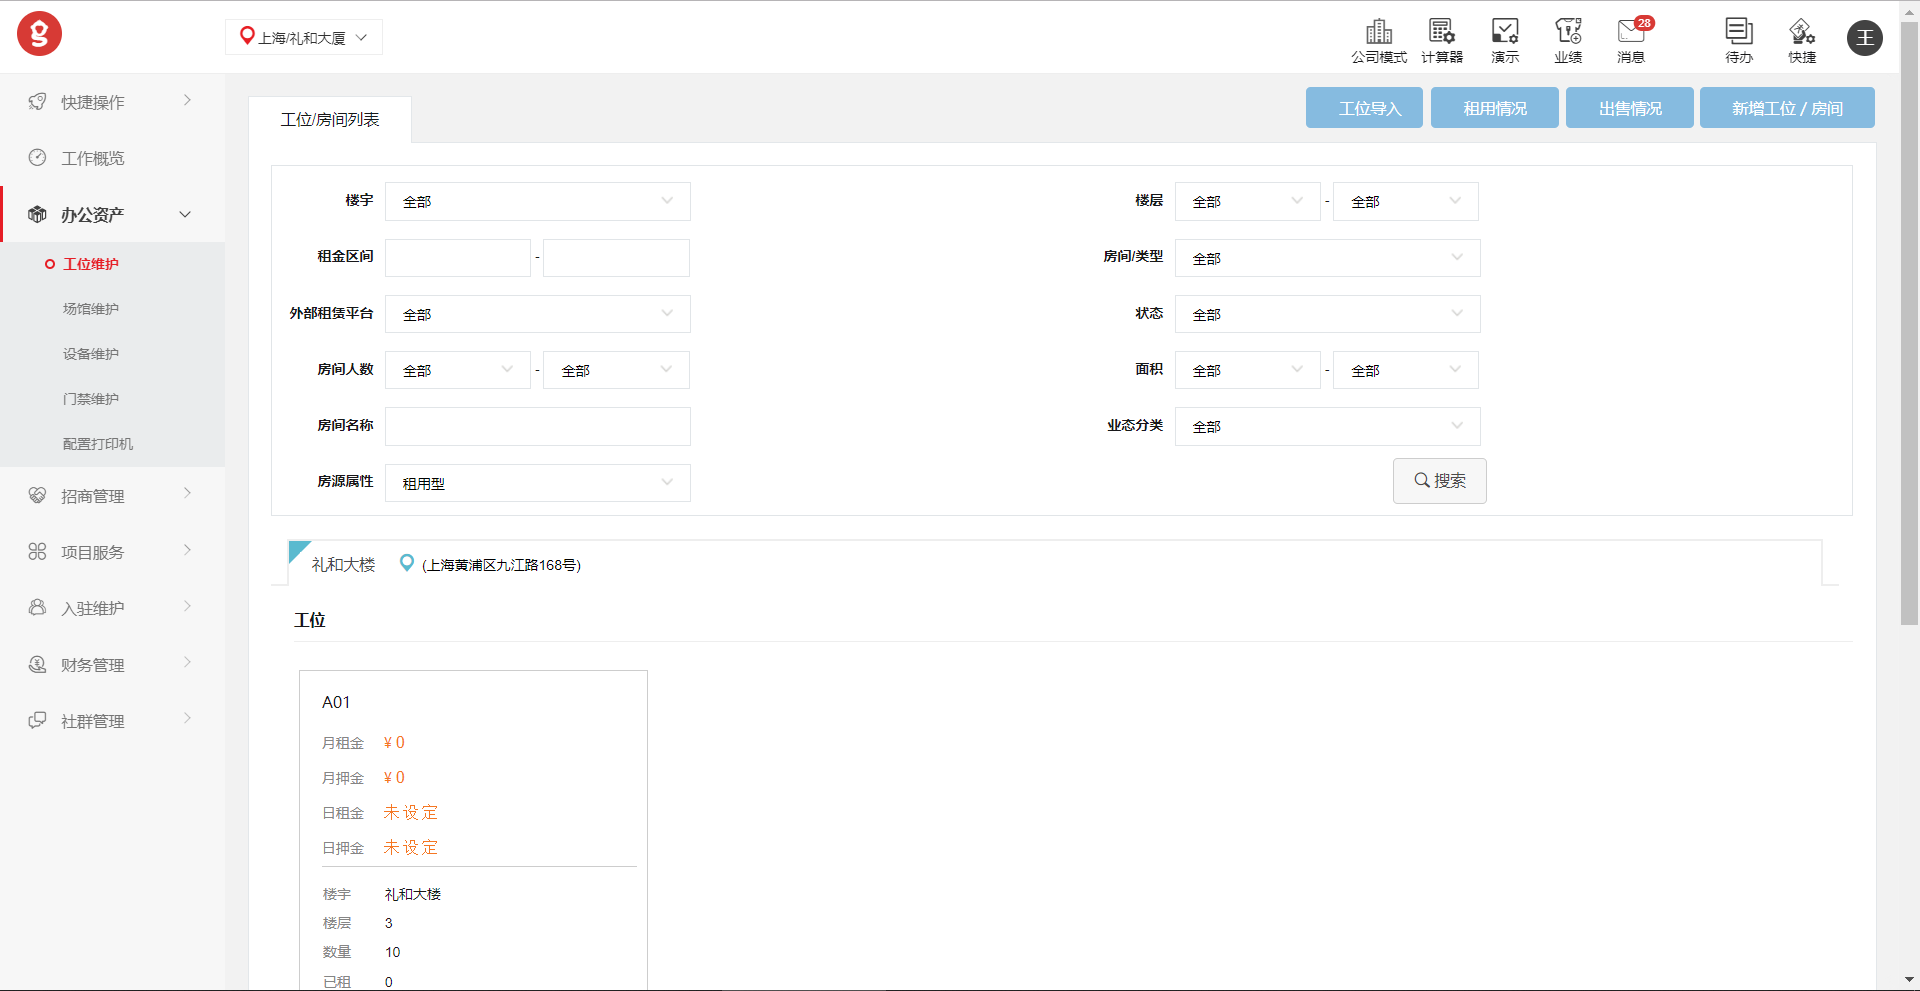 g
上海/礼和大厦
公司模式
计算器
演示
业绩
消息
28
待办
快捷
王
快捷操作
工作概览
办公资产
工位维护
场馆维护
设备维护
门禁维护
配置打印机
招商管理
项目服务
入驻维护
财务管理
社群管理
工位/房间列表
工位导入
租用情况
出售情况
新增工位 / 房间
楼宇 全部
楼层 全部 - 全部
租金区间 -
房间/类型 全部
外部租赁平台 全部
状态 全部
房间人数 全部 - 全部
面积 全部 - 全部
房间名称
业态分类 全部
房源属性 租用型
搜索
礼和大楼 (上海黄浦区九江路168号)
工位
A01
月租金 ¥ 0
月押金 ¥ 0
日租金 未设定
日押金 未设定
楼宇 礼和大楼
楼层 3
数量 10
已租 0